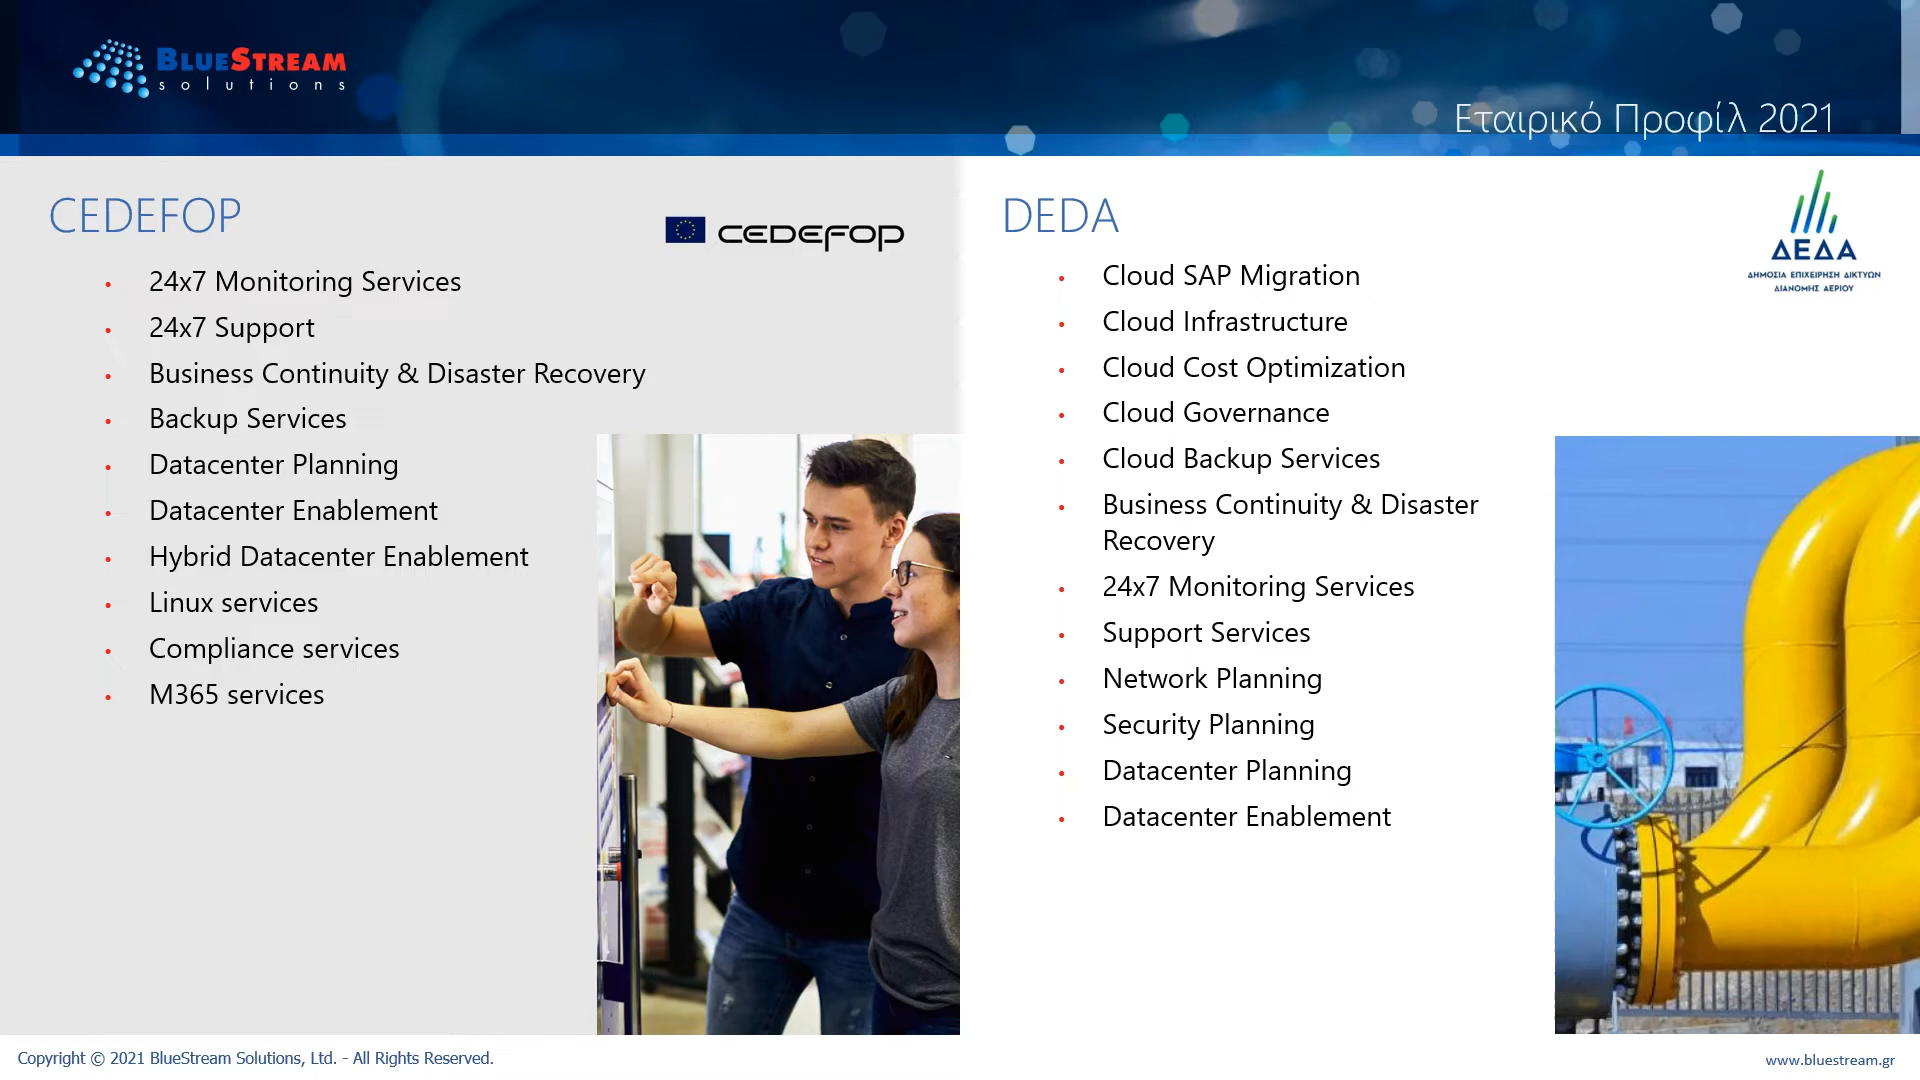 BLUESTREAM
solutions
Εταιρικό Προφίλ 2021
CEDEFOP
CEDEFOP
• 24x7 Monitoring Services
• 24x7 Support
• Business Continuity & Disaster Recovery
• Backup Services
• Datacenter Planning
• Datacenter Enablement
• Hybrid Datacenter Enablement
• Linux services
• Compliance services
• M365 services
DEDA
ΔΕΔΑ
ΔΗΜΟΣΙΑ ΕΠΙΧΕΙΡΗΣΗ ΔΙΚΤΥΩΝ
ΔΙΑΝΟΜΗΣ ΑΕΡΙΟΥ
• Cloud SAP Migration
• Cloud Infrastructure
• Cloud Cost Optimization
• Cloud Governance
• Cloud Backup Services
• Business Continuity & Disaster
Recovery
• 24x7 Monitoring Services
• Support Services
• Network Planning
• Security Planning
• Datacenter Planning
• Datacenter Enablement
Copyright © 2021 BlueStream Solutions, Ltd. - All Rights Reserved.
www.bluestream.gr